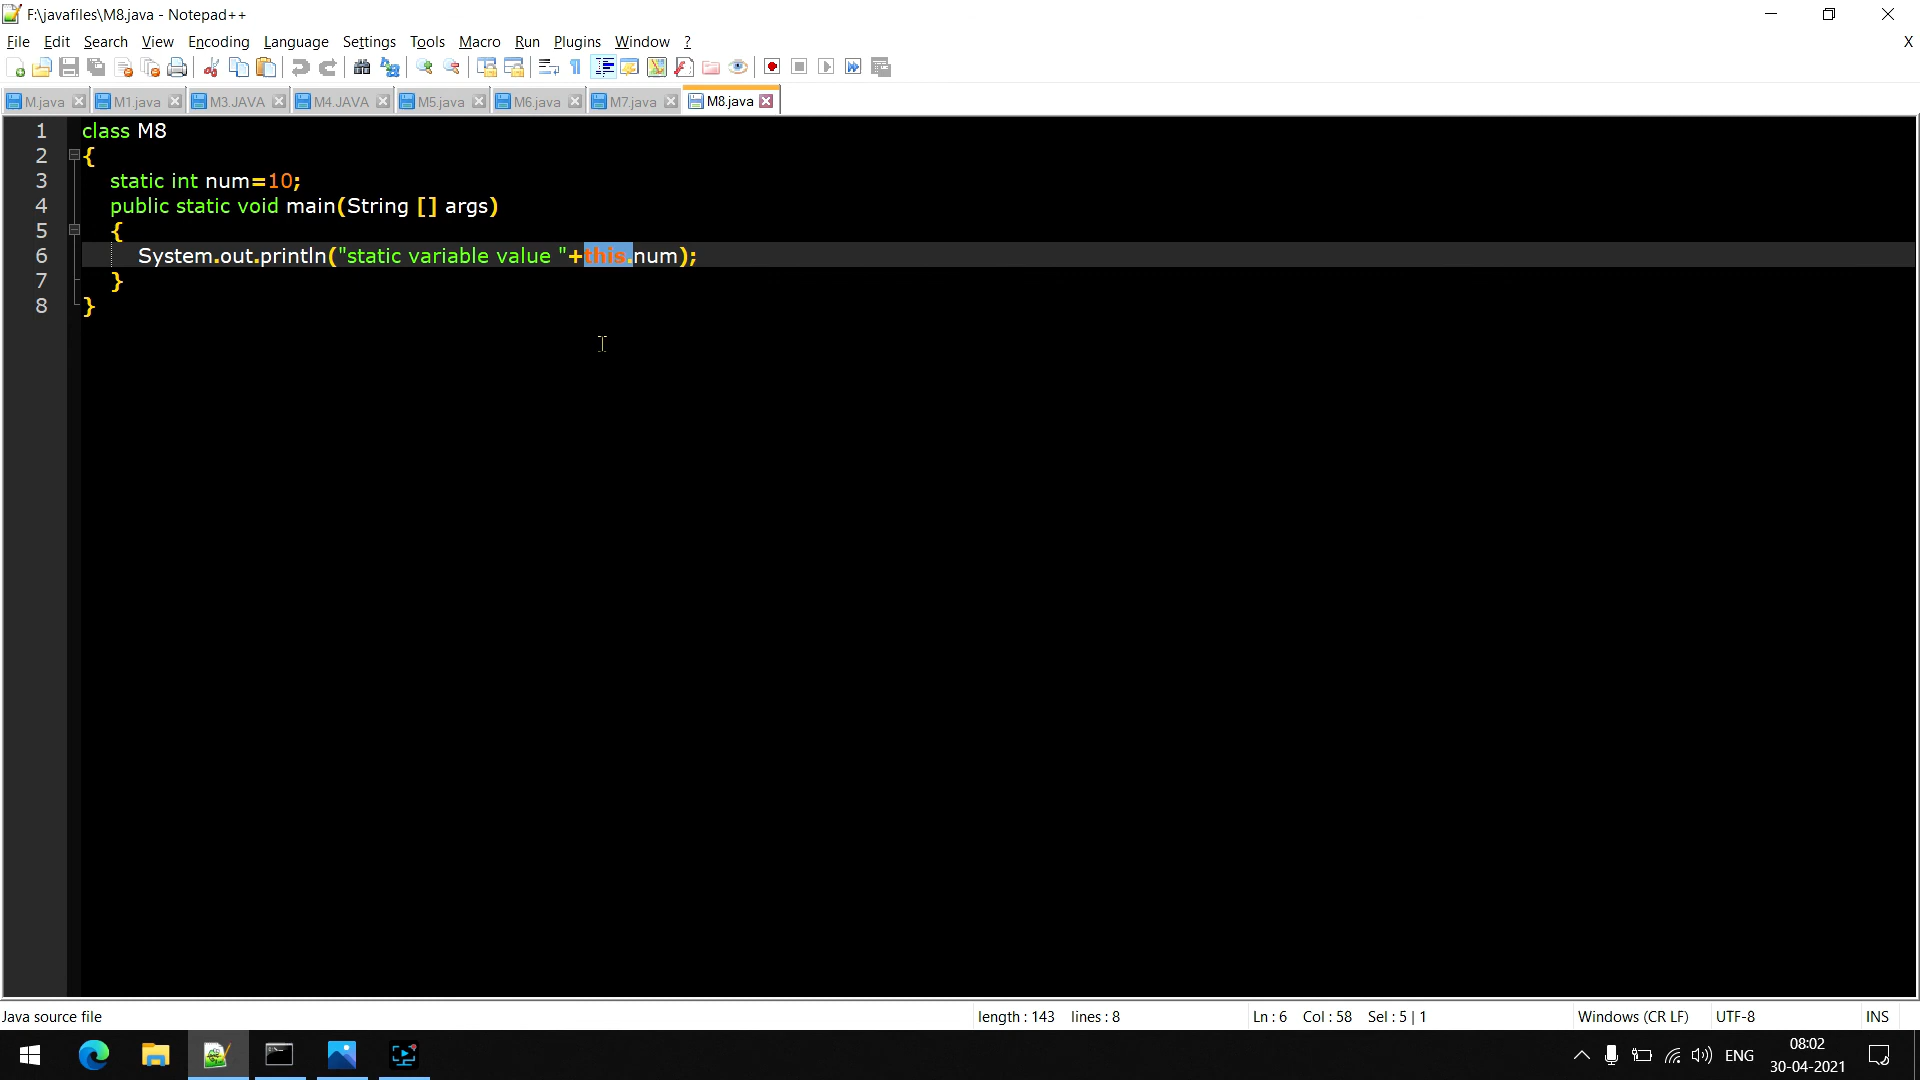 F:\javafiles\M8.java - Notepad++
File Edit Search View Encoding Language Settings Tools Macro Run Plugins Window ? X
M.java M1.java M3.JAVA M4.JAVA M5.java M6.java M7.java M8.java
1 class M8
2 {
3 static int num=10;
4 public static void main(String [] args)
5 {
6 System.out.println("static variable value "+this.num);
7 }
8 }
Java source file length : 143 lines : 8 Ln : 6 Col : 58 Sel : 5 | 1 Windows (CR LF) UTF-8 INS
ENG 08:02
30-04-2021